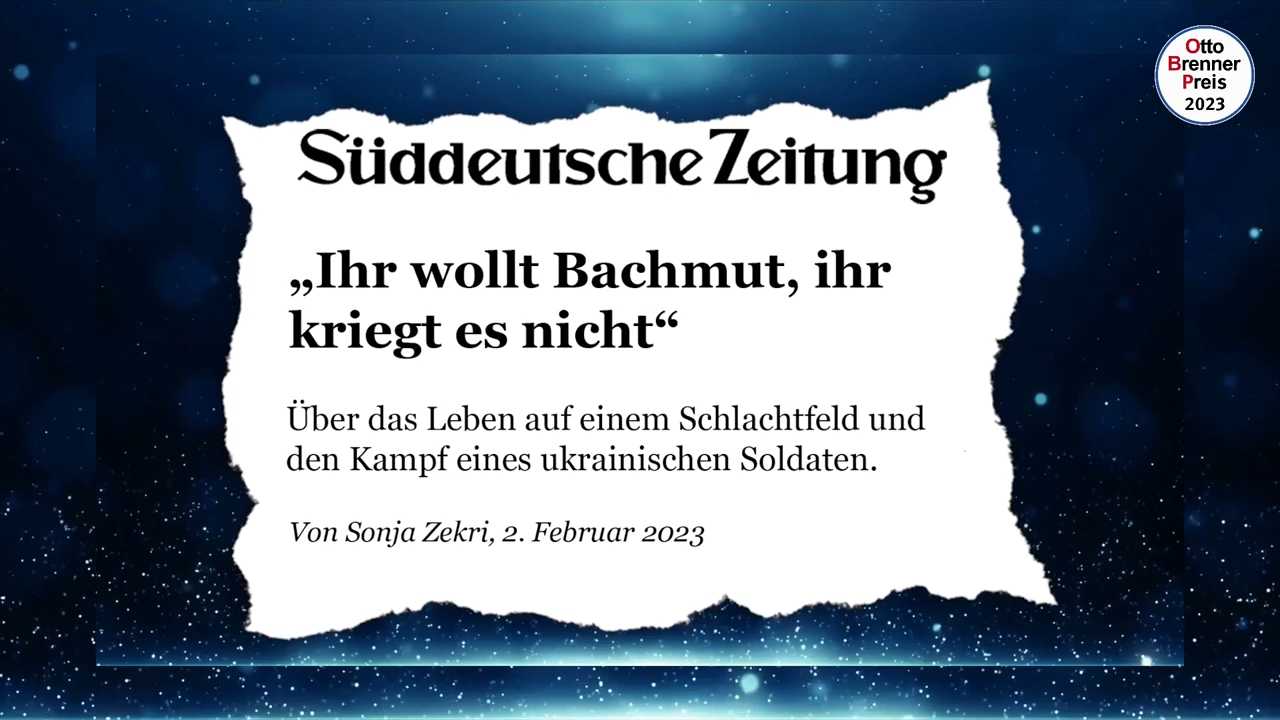 Otto
Brenner
Preis
2023
Süddeutsche Zeitung
„Ihr wollt Bachmut, ihr
kriegt es nicht“
Über das Leben auf einem Schlachtfeld und
den Kampf eines ukrainischen Soldaten.
Von Sonja Zekri, 2. Februar 2023